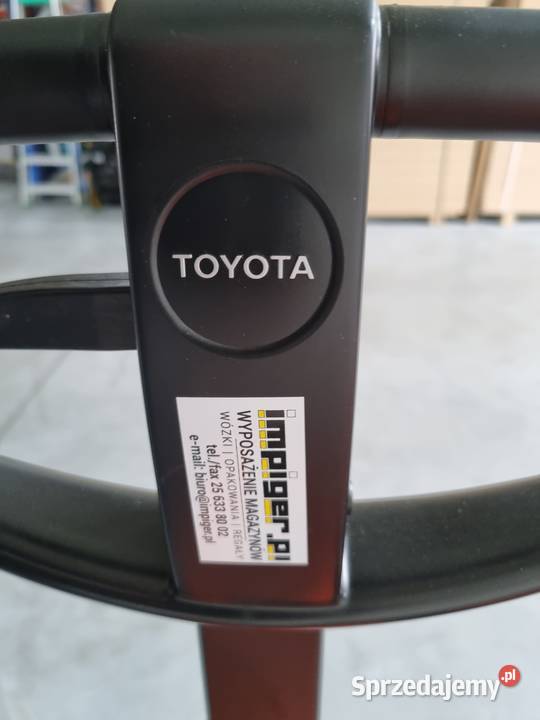 TOYOTA
impiger.pl
WYPOSAŻENIE MAGAZYNÓW
WÓZKI | OPAKOWANIA | REGAŁY
tel./fax 25 633 80 02
e-mail: biuro@impiger.pl
Sprzedajemy.pl